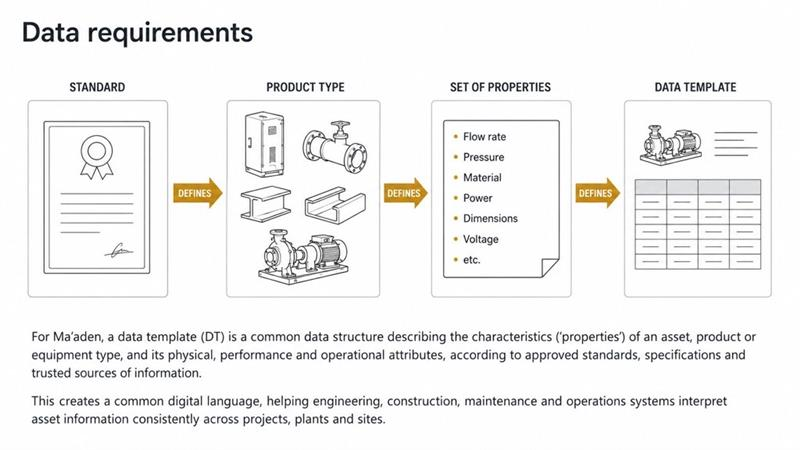 Data requirements
STANDARD
PRODUCT TYPE
SET OF PROPERTIES
DATA TEMPLATE
DEFINES
DEFINES
DEFINES
• Flow rate
• Pressure
• Material
• Power
• Dimensions
• Voltage
• etc.
For Ma’aden, a data template (DT) is a common data structure describing the characteristics (‘properties’) of an asset, product or
equipment type, and its physical, performance and operational attributes, according to approved standards, specifications and
trusted sources of information.
This creates a common digital language, helping engineering, construction, maintenance and operations systems interpret
asset information consistently across projects, plants and sites.